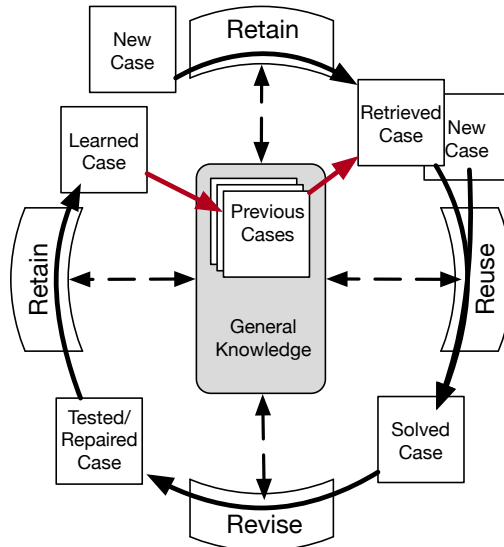 New
Case
Retain
Retrieved
Case
New
Case
Learned
Case
Previous
Cases
Retain
Reuse
General
Knowledge
Tested/
Repaired
Case
Solved
Case
Revise